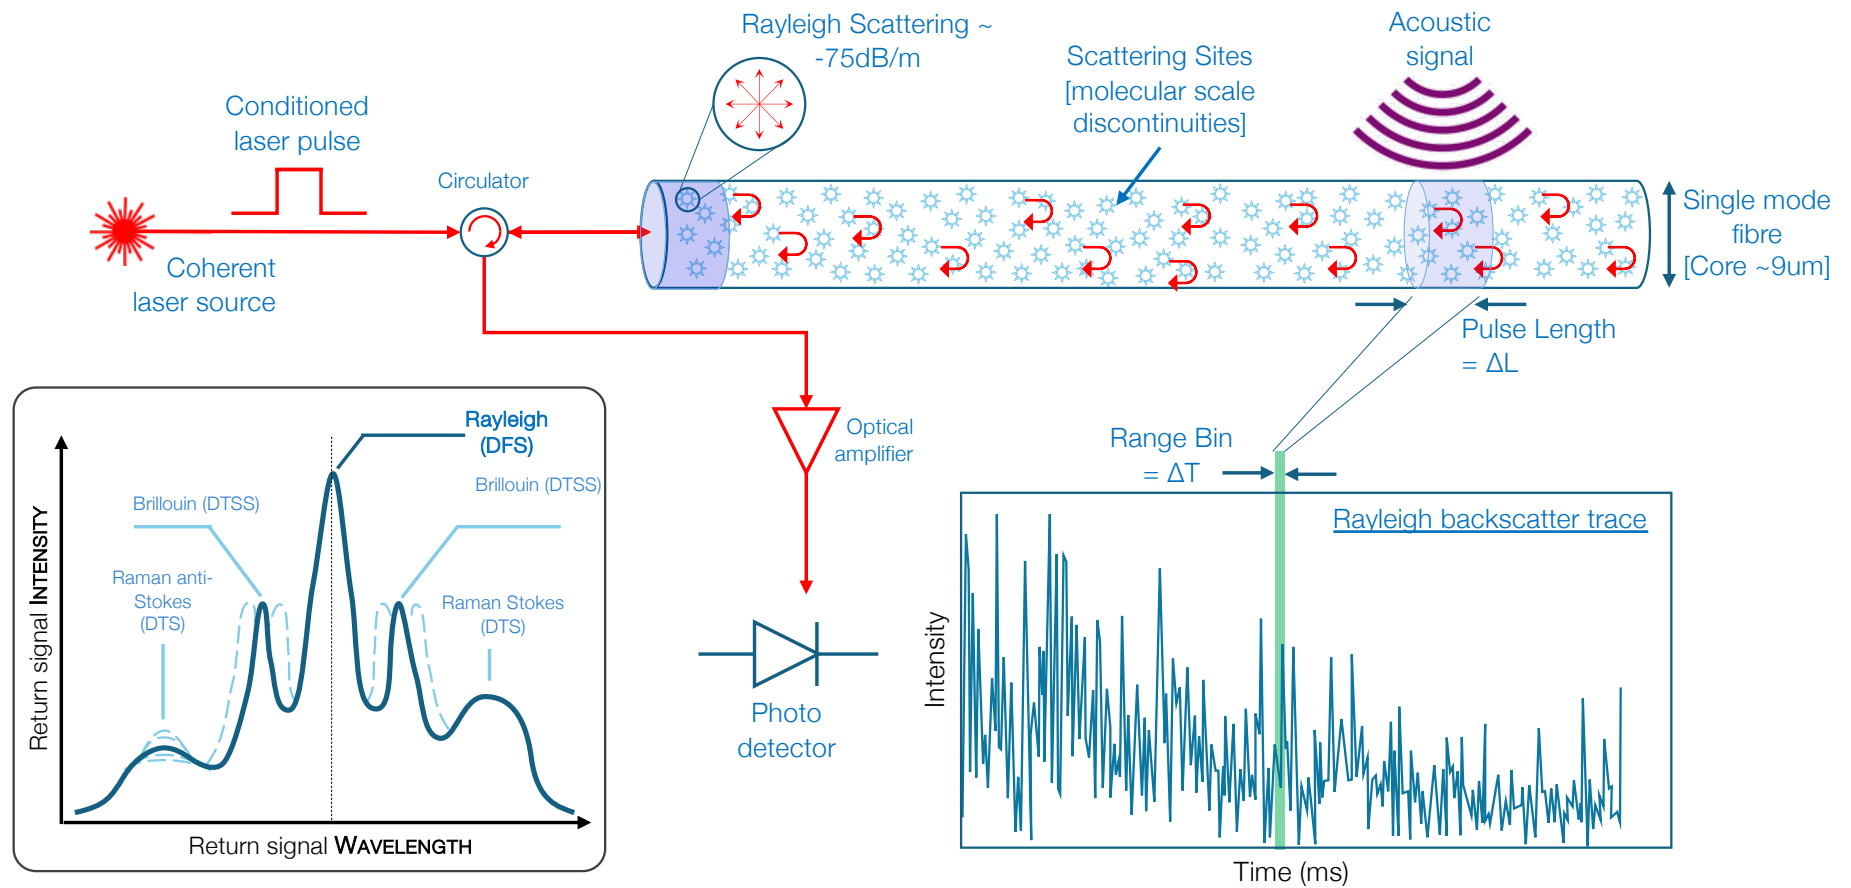 Rayleigh Scattering ~
-75dB/m
Acoustic
signal
Scattering Sites
[molecular scale
discontinuities]
Conditioned
laser pulse
Circulator
Coherent
laser source
Single mode
fibre
[Core ~9um]
Pulse Length
= ΔL
Range Bin
= ΔT
Optical
amplifier
Photo
detector
Rayleigh
(DFS)
Brillouin (DTSS)
Brillouin (DTSS)
Raman anti-
Stokes
(DTS)
Raman Stokes
(DTS)
Return signal INTENSITY
Return signal WAVELENGTH
Rayleigh backscatter trace
Intensity
Time (ms)